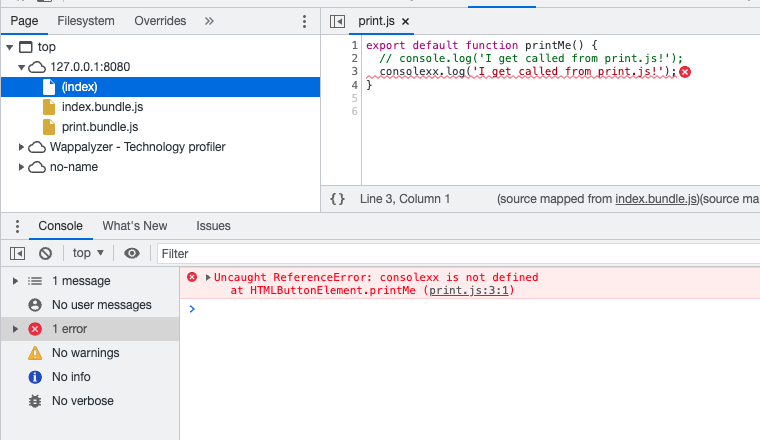 Page Filesystem Overrides »
top
127.0.0.1:8080
(index)
index.bundle.js
print.bundle.js
Wappalyzer - Technology profiler
no-name
print.js ×
1 export default function printMe() {
2 // console.log('I get called from print.js!');
3 consolexx.log('I get called from print.js!');
4 }
5
6
{} Line 3, Column 1 (source mapped from index.bundle.js)(source ma
Console What's New Issues
top ▼ Filter
1 message
No user messages
1 error
No warnings
No info
No verbose
Uncaught ReferenceError: consolexx is not defined
at HTMLButtonElement.printMe (print.js:3:1)
>